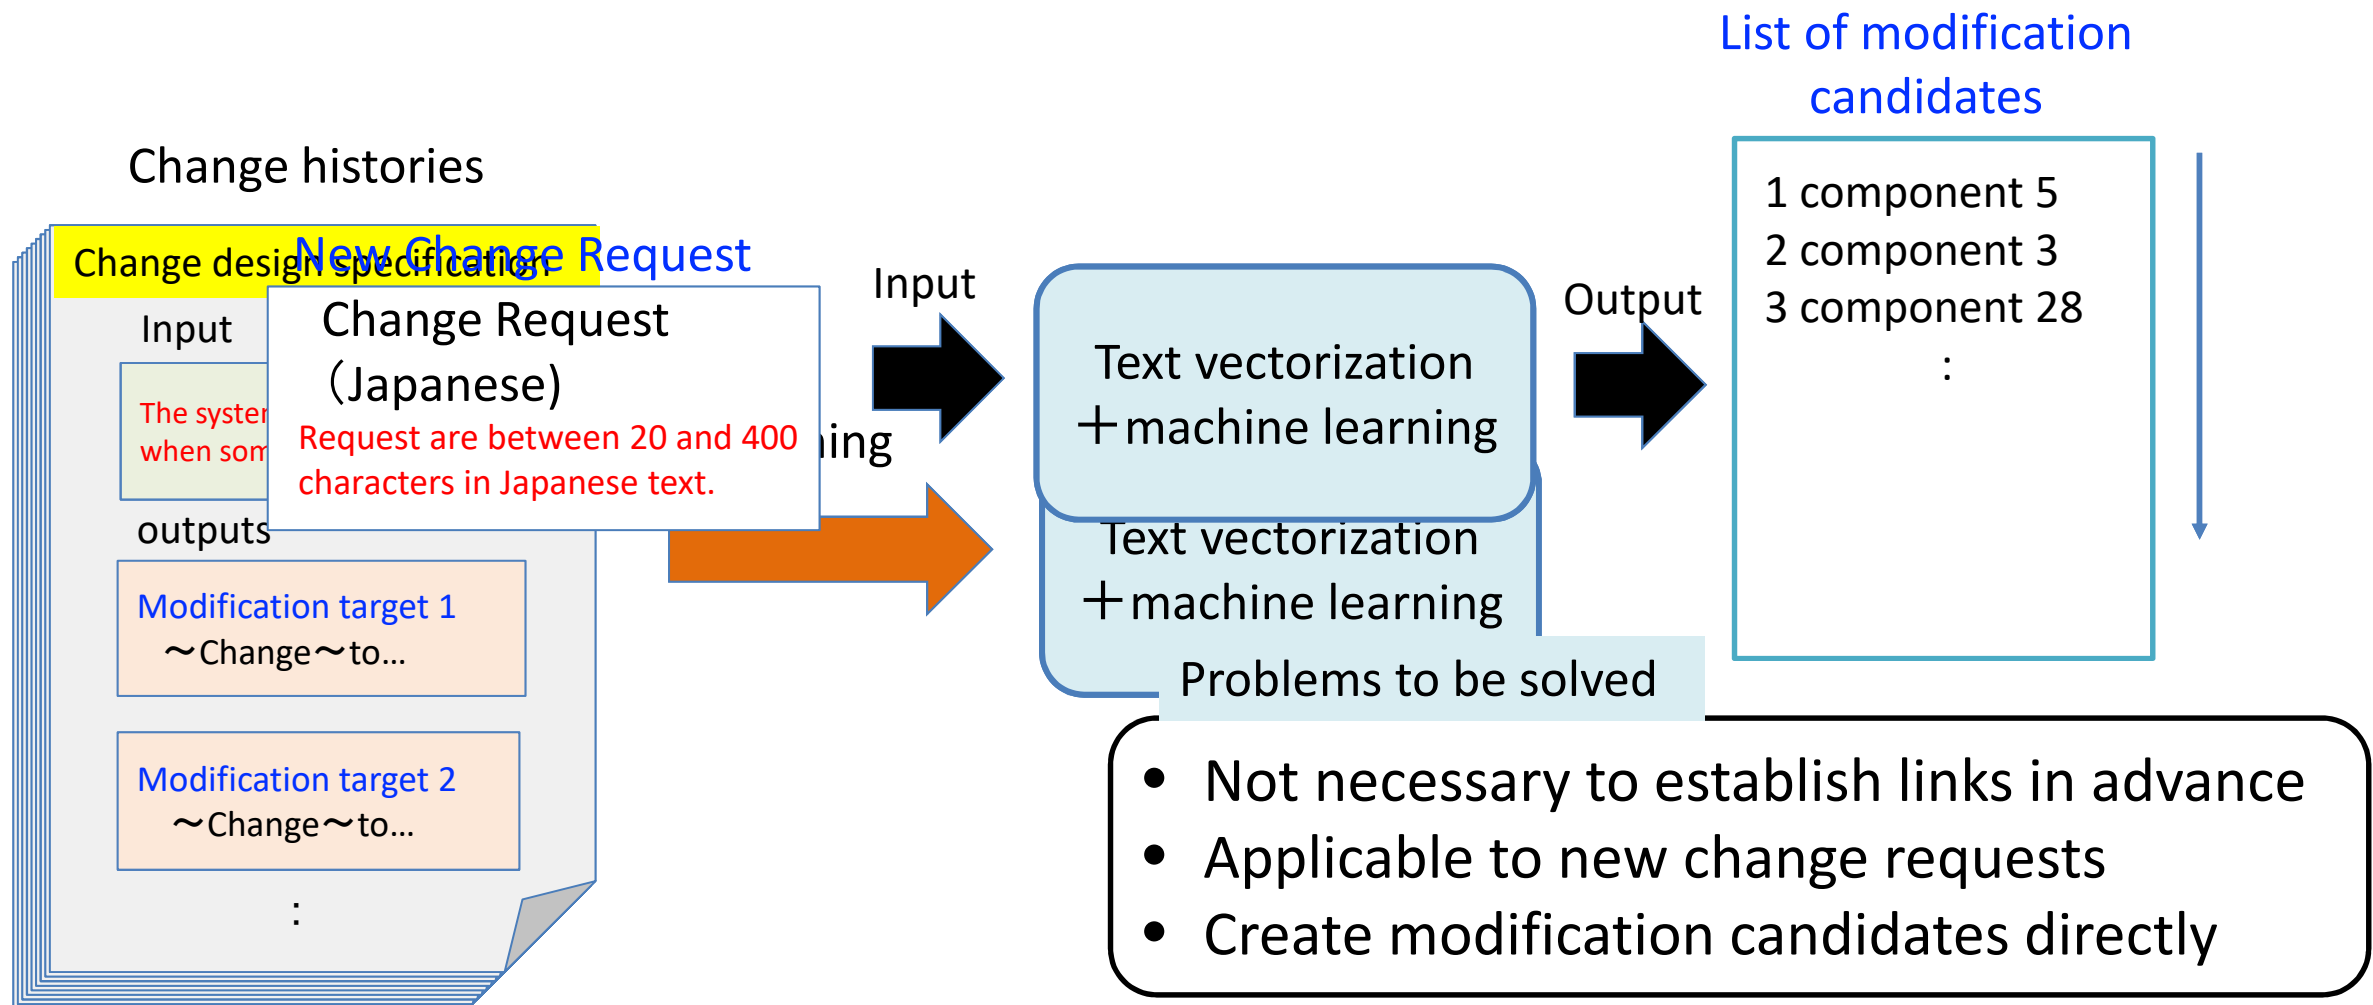 List of modification
candidates
Change histories
1 component 5
2 component 3
3 component 28
:
Change design specification
New Change Request
Input
Change Request
（Japanese)
Request are between 20 and 400
characters in Japanese text.
The
when
outputs
Modification target 1
～Change～to...
Modification target 2
～Change～to...
:
Input
Text vectorization
＋machine learning
Output
Text vectorization
＋machine learning
Problems to be solved
• Not necessary to establish links in advance
• Applicable to new change requests
• Create modification candidates directly